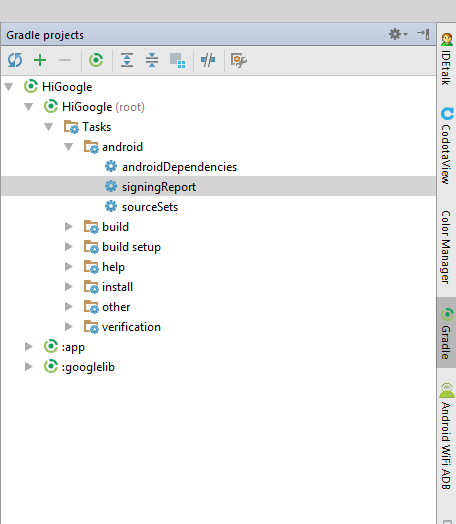 Gradle projects
HiGoogle
HiGoogle (root)
Tasks
android
androidDependencies
signingReport
sourceSets
build
build setup
help
install
other
verification
:app
:googlelib
IDEtalk
CodotaView
Color Manager
Gradle
Android WiFi ADB